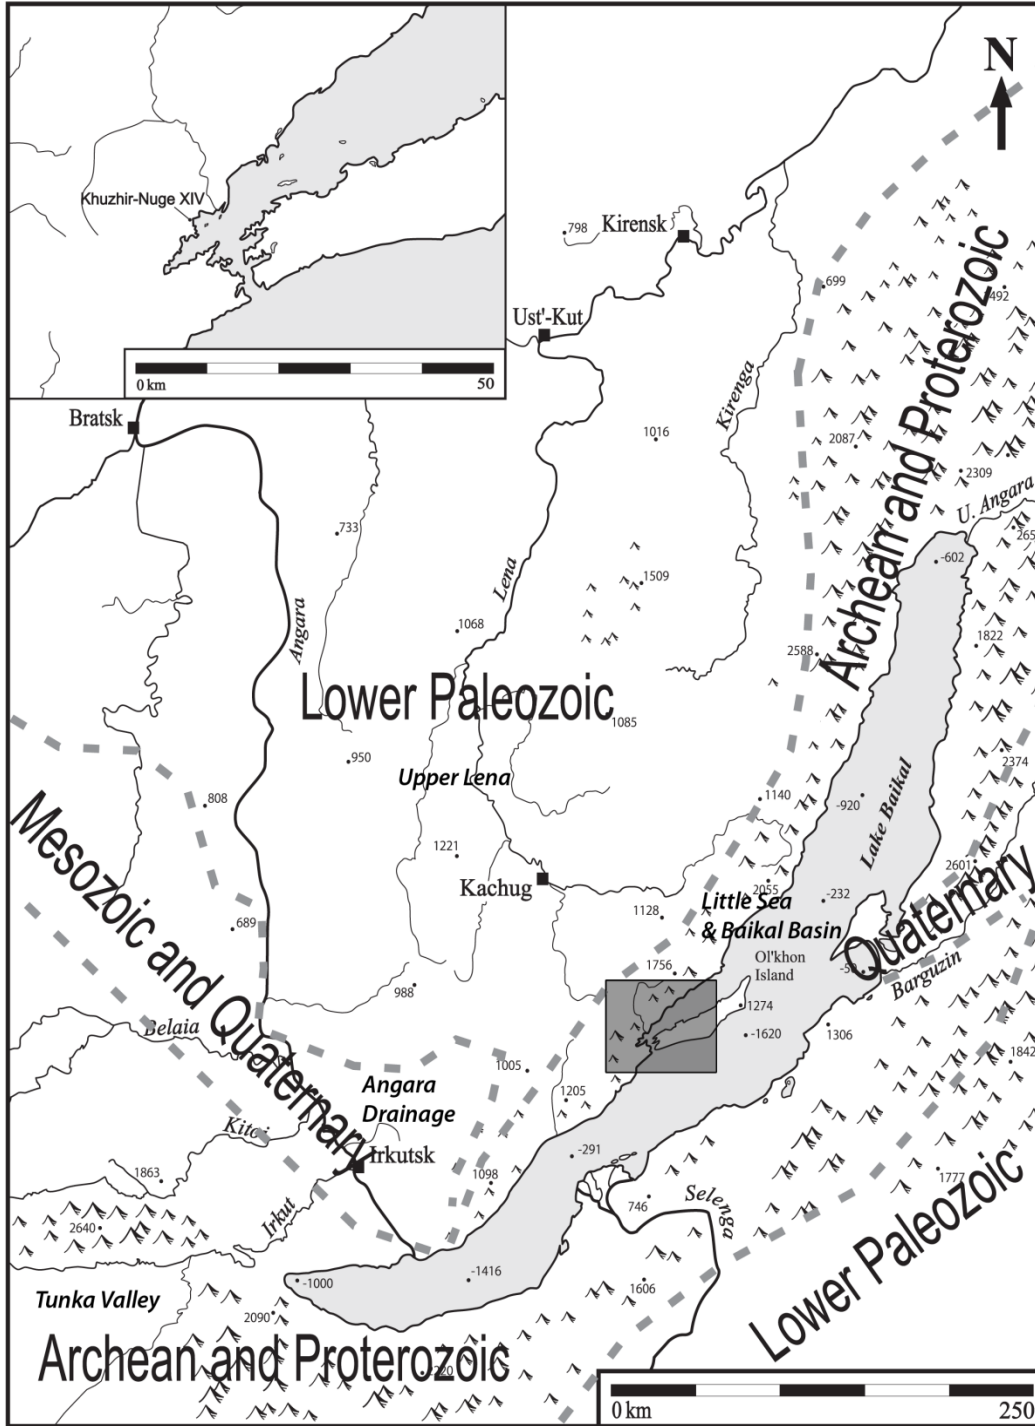 N
Khuzhir-Nuge XIV
0 km
50
798
Kirensk
699
Ust'-Kut
Bratsk
Kirenga
1016
2087
2309
Archean and Proterozoic
U. Angara
733
-602
Lena
1509
Angara
1068
2588
1822
Lower Paleozoic
1085
950
2374
Upper Lena
1140
-920
Lake Baikal
808
Mesozoic and Quaternary
1221
2601
Kachug
2055
-232
Little Sea
& Baikal Basin
1128
689
Quaternary
Ol'khon
Island
1756
Barguzin
988
1274
Belaia
-1620
1306
1005
1842
Angara
Drainage
1205
Kitoi
Irkutsk
-291
1863
1098
1777
746
Selenga
Irkut
2640
-1000
-1416
1606
Tunka Valley
2090
Lower Paleozoic
Archean and Proterozoic
0 km
250